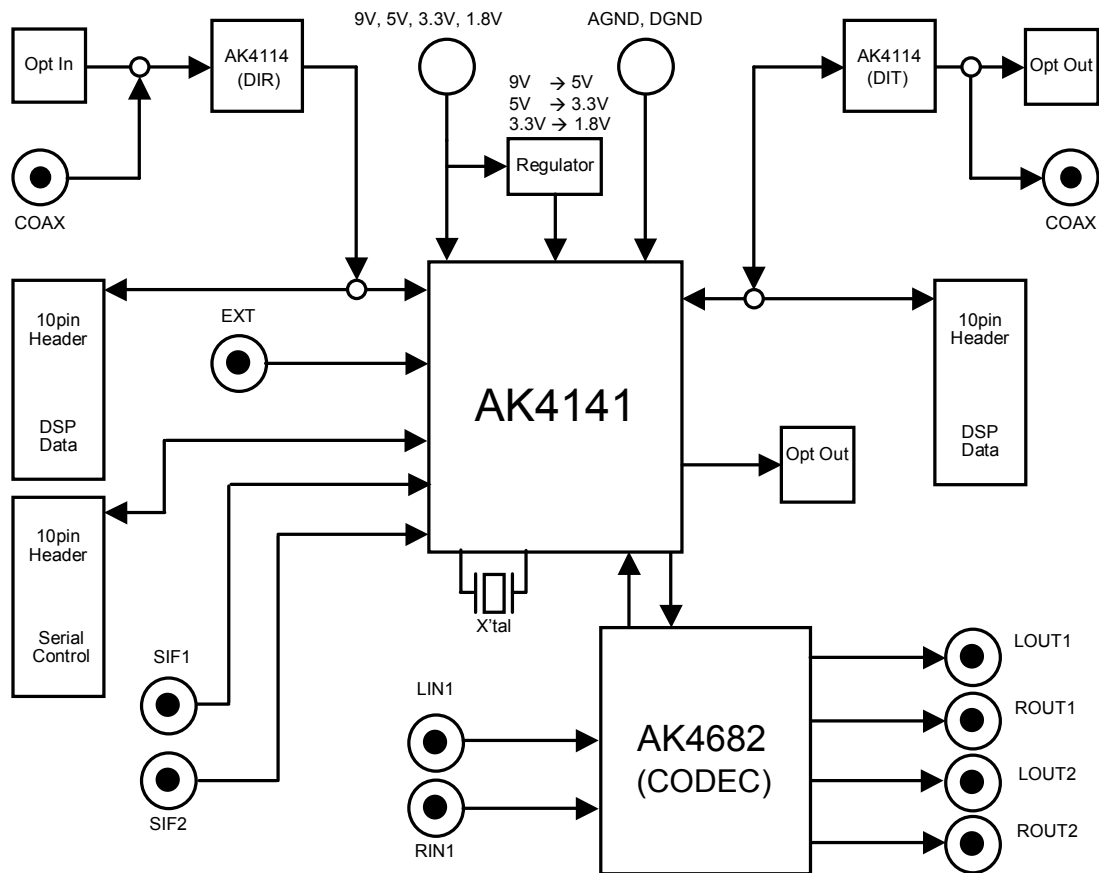 9V, 5V, 3.3V, 1.8V
AGND, DGND
Opt In
AK4114
(DIR)
9V → 5V
5V → 3.3V
3.3V → 1.8V
Regulator
AK4114
(DIT)
Opt Out
COAX
COAX
10pin
Header
DSP
Data
EXT
AK4141
10pin
Header
DSP
Data
Opt Out
10pin
Header
Serial
Control
X'tal
SIF1
SIF2
LIN1
RIN1
AK4682
(CODEC)
LOUT1
ROUT1
LOUT2
ROUT2